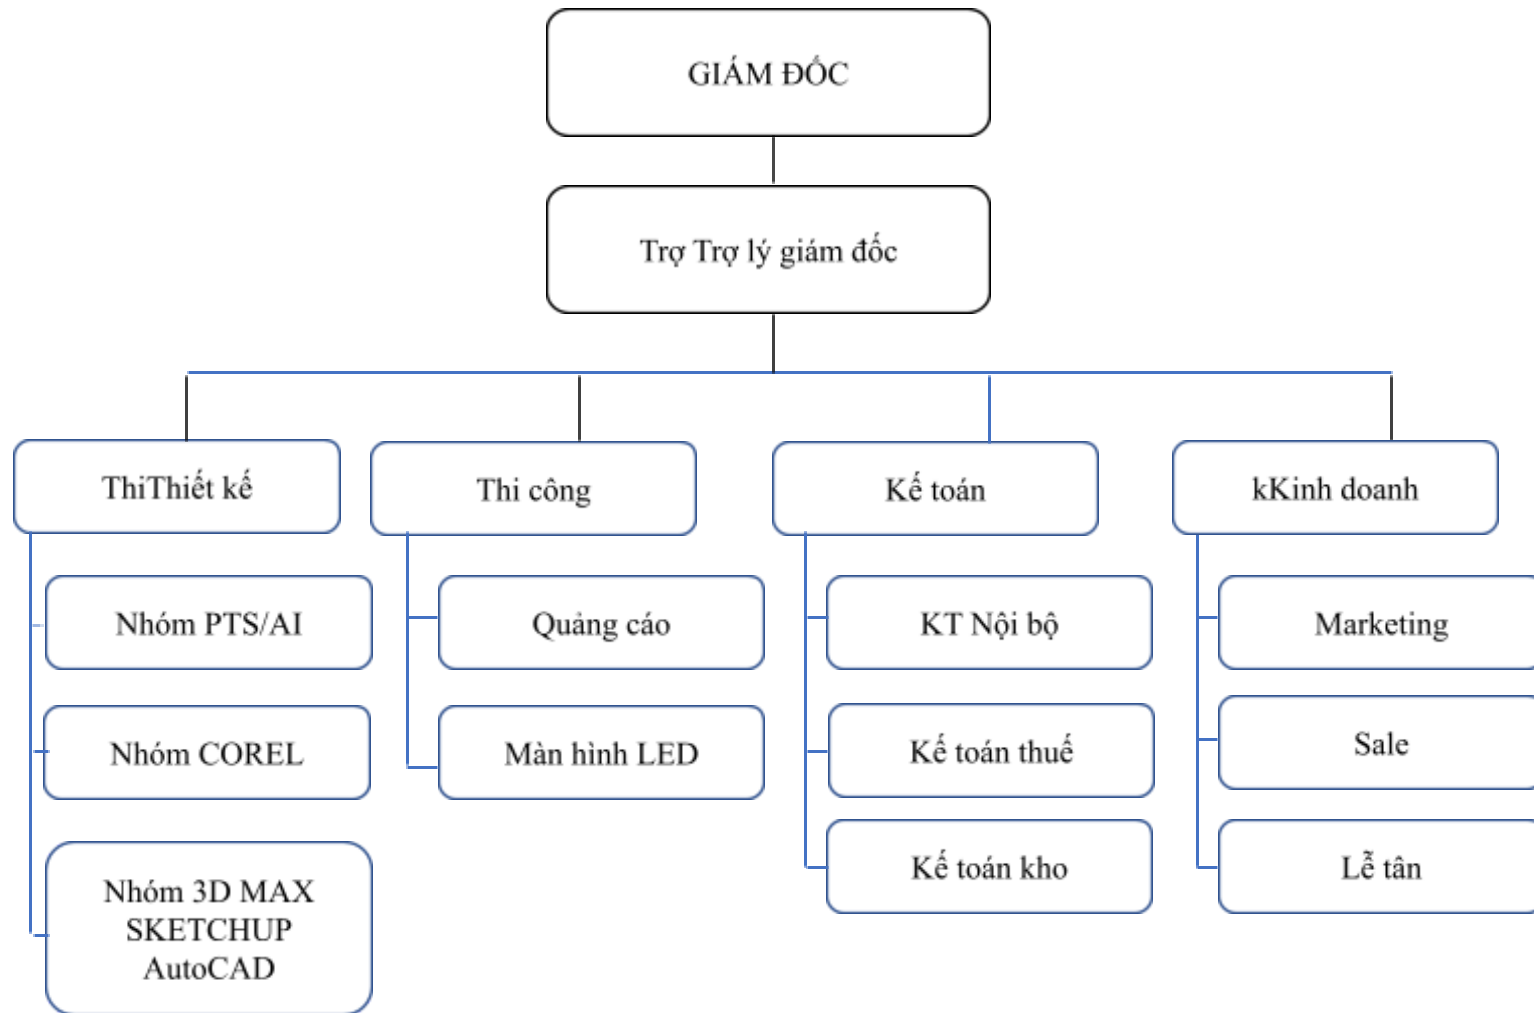 GIÁM ĐỐC
Trợ Trợ lý giám đốc
ThiThiết kế
Thi công
Kế toán
kKinh doanh
Nhóm PTS/AI
Quảng cáo
KT Nội bộ
Marketing
Nhóm COREL
Màn hình LED
Kế toán thuế
Sale
Nhóm 3D MAX
SKETCHUP
AutoCAD
Kế toán kho
Lễ tân